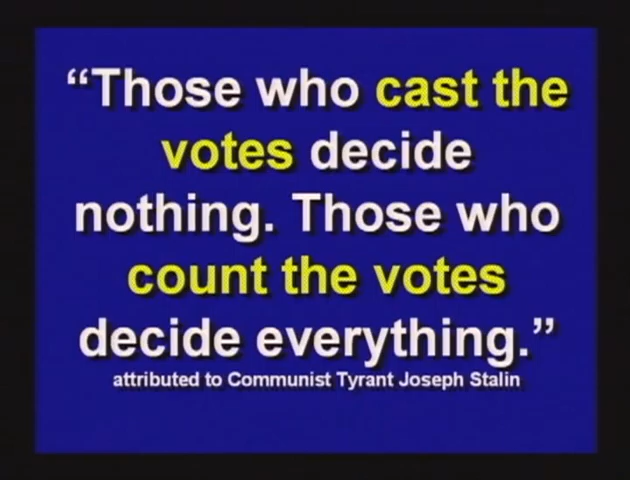 “Those who cast the
votes decide
nothing. Those who
count the votes
decide everything.”
attributed to Communist Tyrant Joseph Stalin